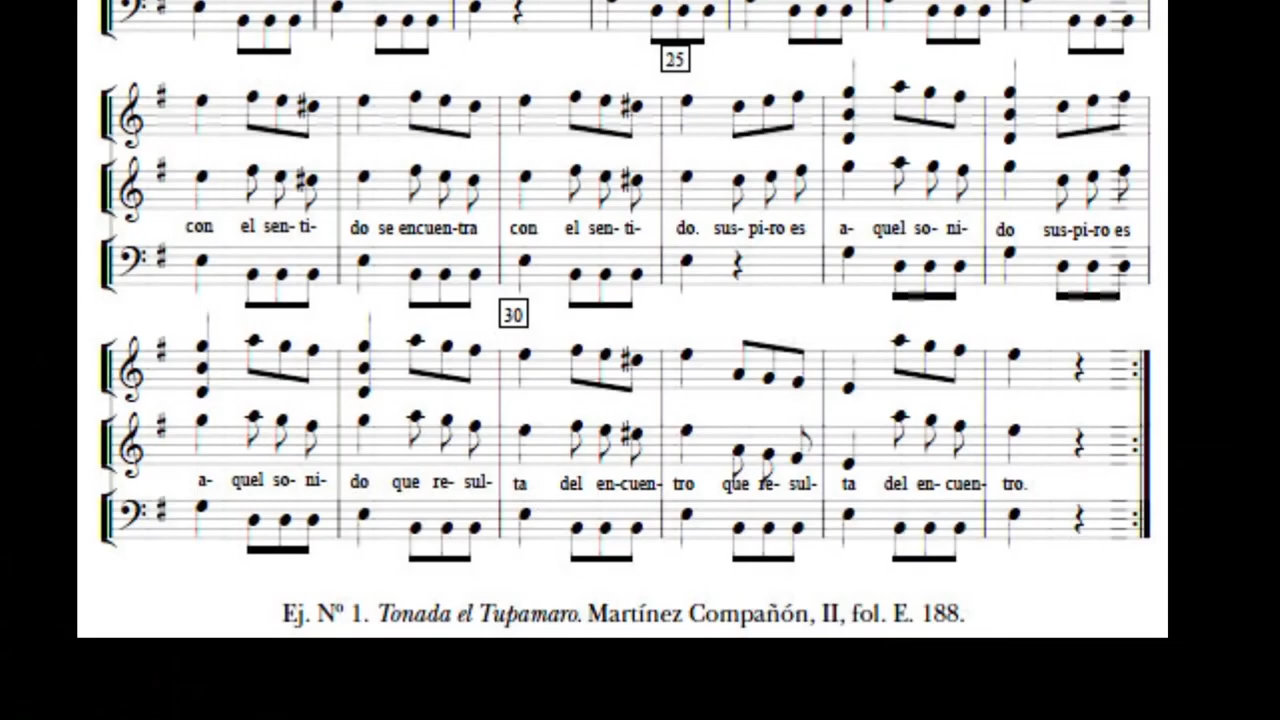 25
con el sen- ti- do se encuen-tra con el sen- ti- do. sus- pi-ro es a- quel so- ni- do sus-pi-ro es
30
a- quel so- ni- do que re- sul- ta del en-cuen- tro que re- sul- ta del en- cuen- tro.
Ej. Nº 1. Tonada el Tupamaro. Martínez Compañón, II, fol. E. 188.